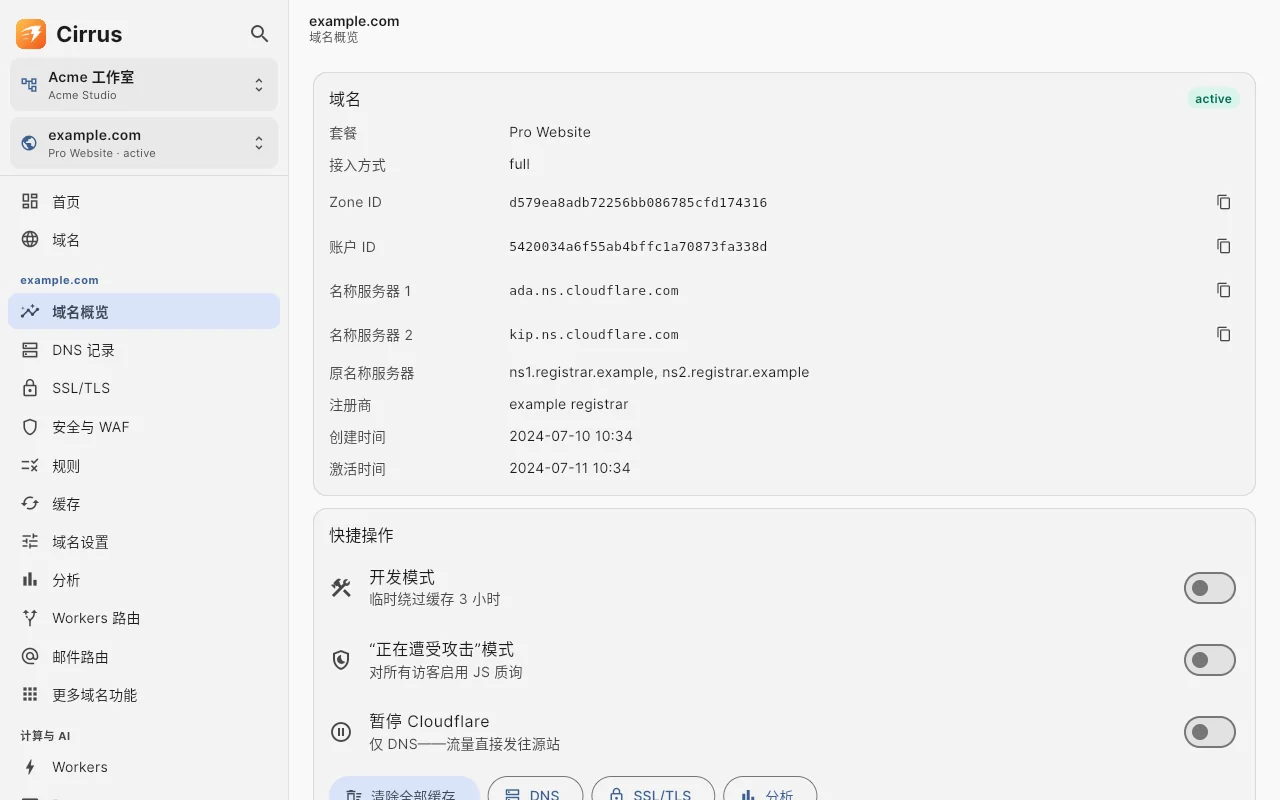 Cirrus
Acme 工作室
Acme Studio
example.com
Pro Website · active
首页
域名
example.com
域名概览
DNS 记录
SSL/TLS
安全与 WAF
规则
缓存
域名设置
分析
Workers 路由
邮件路由
更多域名功能
计算与 AI
Workers
example.com
域名概览
域名
active
套餐 Pro Website
接入方式 full
Zone ID d579ea8adb72256bb086785cfd174316
账户 ID 5420034a6f55ab4bffc1a70873fa338d
名称服务器 1 ada.ns.cloudflare.com
名称服务器 2 kip.ns.cloudflare.com
原名称服务器 ns1.registrar.example, ns2.registrar.example
注册商 example registrar
创建时间 2024-07-10 10:34
激活时间 2024-07-11 10:34
快捷操作
开发模式
临时绕过缓存 3 小时
“正在遭受攻击”模式
对所有访客启用 JS 质询
暂停 Cloudflare
仅 DNS——流量直接发往源站
清除全部缓存 DNS SSL/TLS 分析